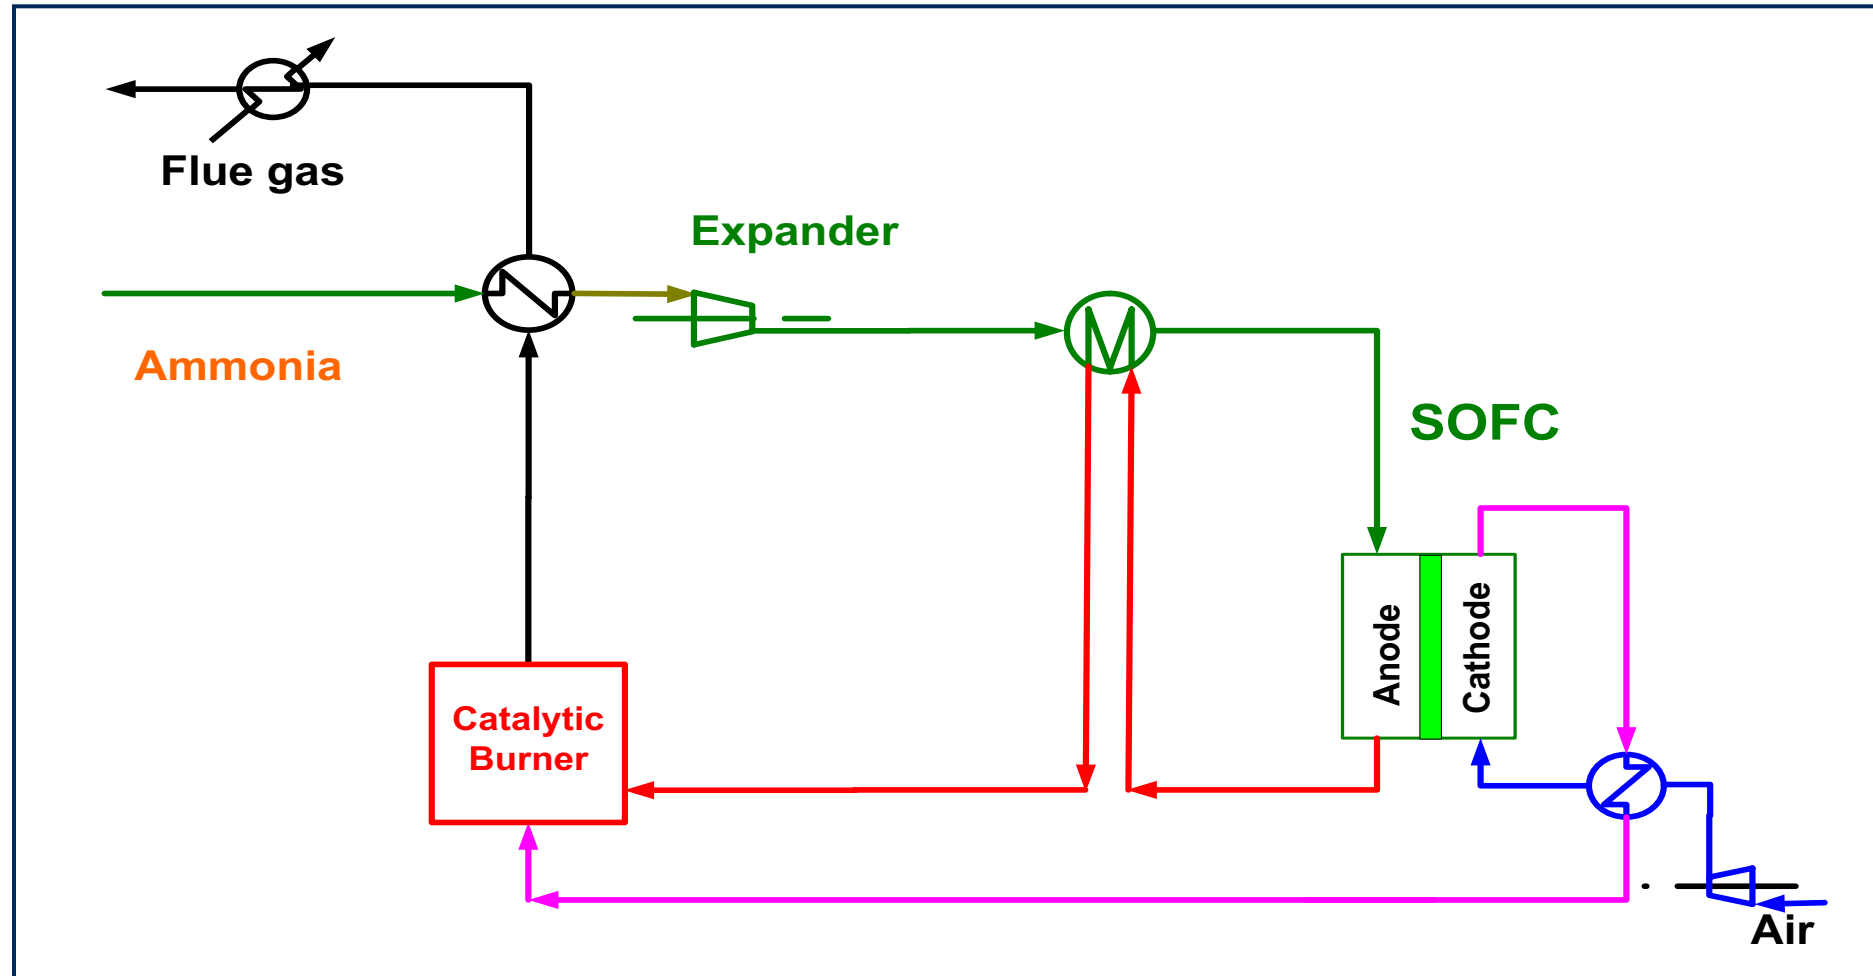 Flue gas
Expander
Ammonia
SOFC
Anode
Cathode
Catalytic
Burner
Air